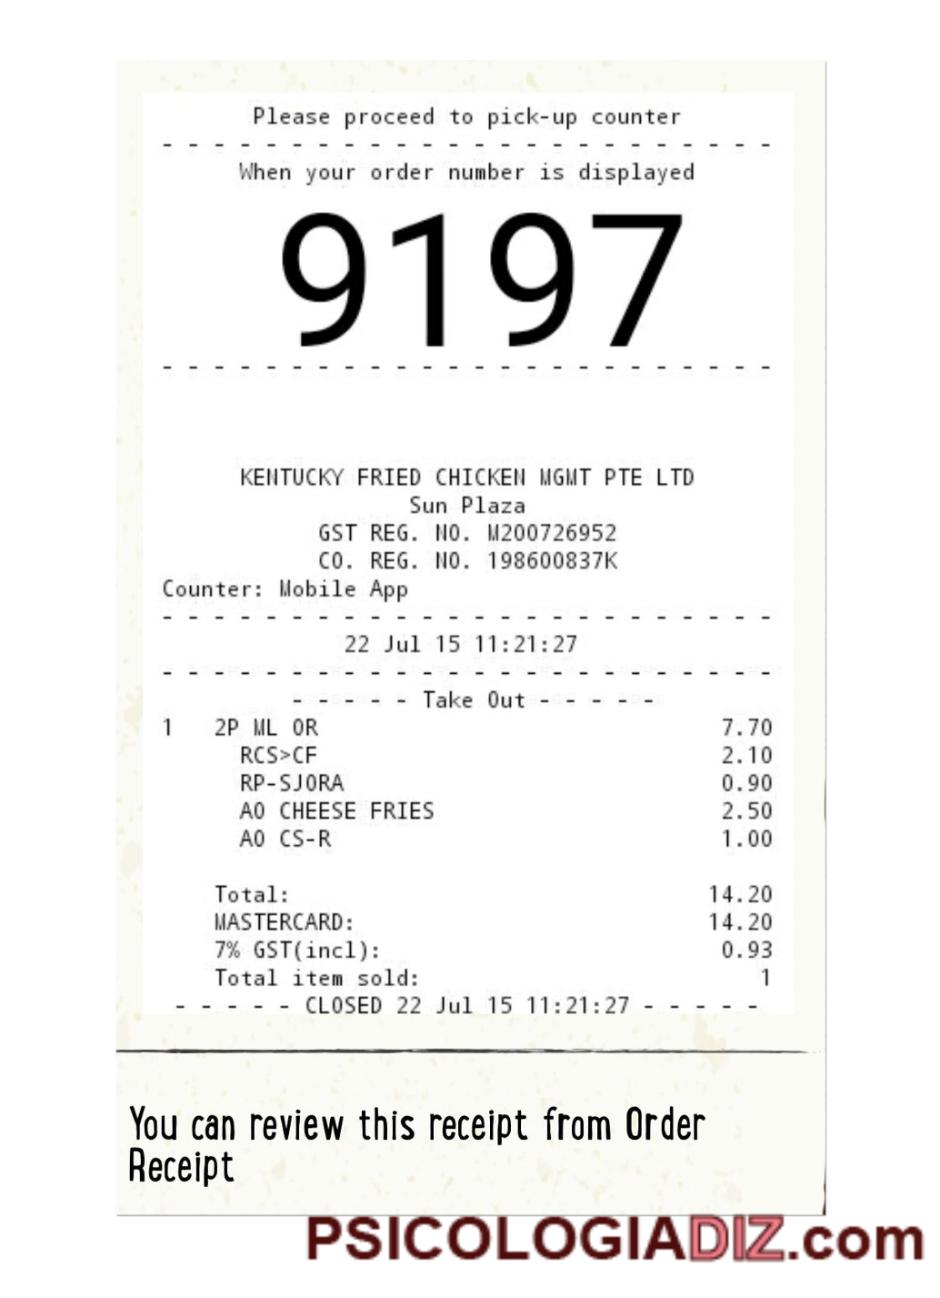 Please proceed to pick-up counter
- - - - - - - - - - - - - - - - - - - - - - - -
When your order number is displayed
9197
- - - - - - - - - - - - - - - - - - - - - - - -
KENTUCKY FRIED CHICKEN MGMT PTE LTD
Sun Plaza
GST REG. NO. M200726952
CO. REG. NO. 198600837K
Counter: Mobile App
- - - - - - - - - - - - - - - - - - - - - - - -
22 Jul 15 11:21:27
- - - - - - - - - - - - - - - - - - - - - - - -
- - - - - Take Out - - - - -
1 2P ML OR 7.70
RCS>CF 2.10
RP-SJORA 0.90
AO CHEESE FRIES 2.50
AO CS-R 1.00
Total: 14.20
MASTERCARD: 14.20
7% GST(incl): 0.93
Total item sold: 1
- - - - - CLOSED 22 Jul 15 11:21:27 - - - - -
You can review this receipt from Order
Receipt
PSICOLOGIADIZ.com